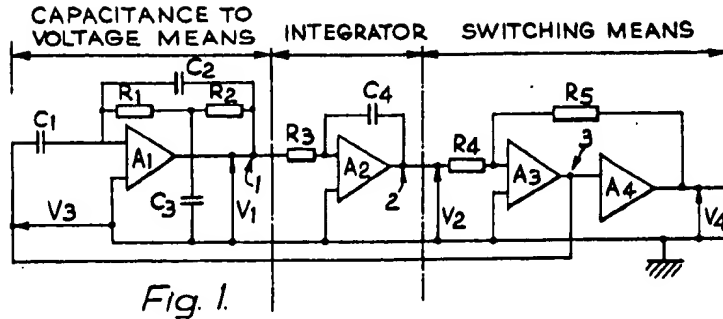 CAPACITANCE TO VOLTAGE MEANS
INTEGRATOR
SWITCHING MEANS
C2
R1
R2
C1
A1
C3
V3
V1
1
R3
C4
A2
2
V2
R4
R5
A3
3
A4
V4
Fig. 1.